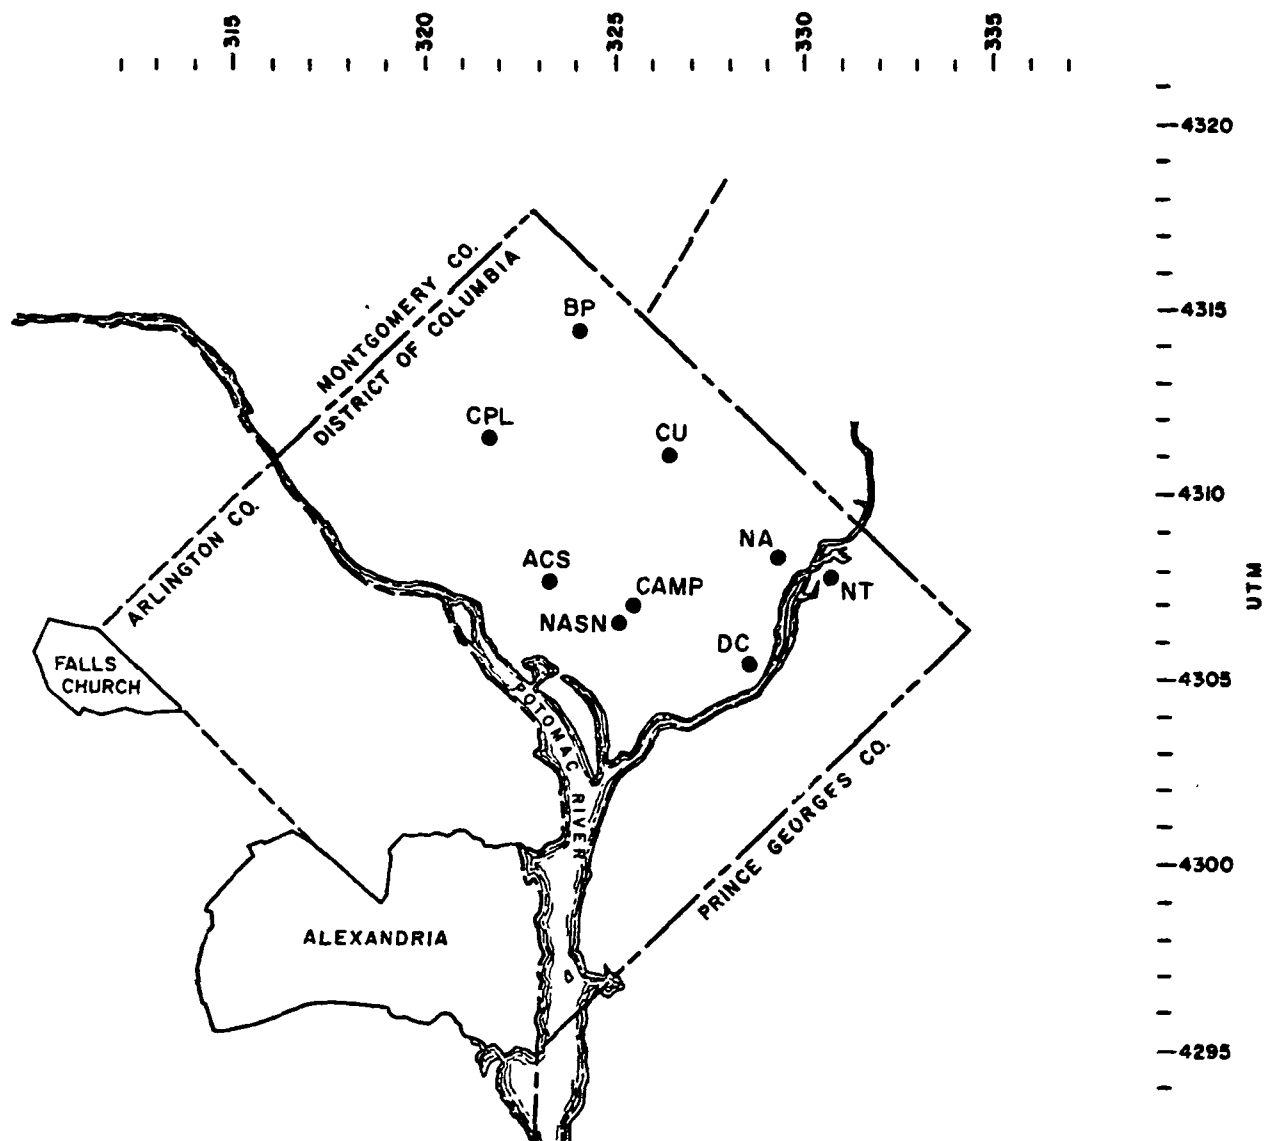 -315
-320
-325
-330
-335
-4320
MONTGOMERY CO.
DISTRICT OF COLUMBIA
BP
-4315
CPL
CU
-4310
ARLINGTON CO.
NA
ACS
CAMP
NT
NASN
UTM
DC
FALLS
CHURCH
-4305
POTOMAC
RIVER
PRINCE GEORGES CO.
-4300
ALEXANDRIA
-4295